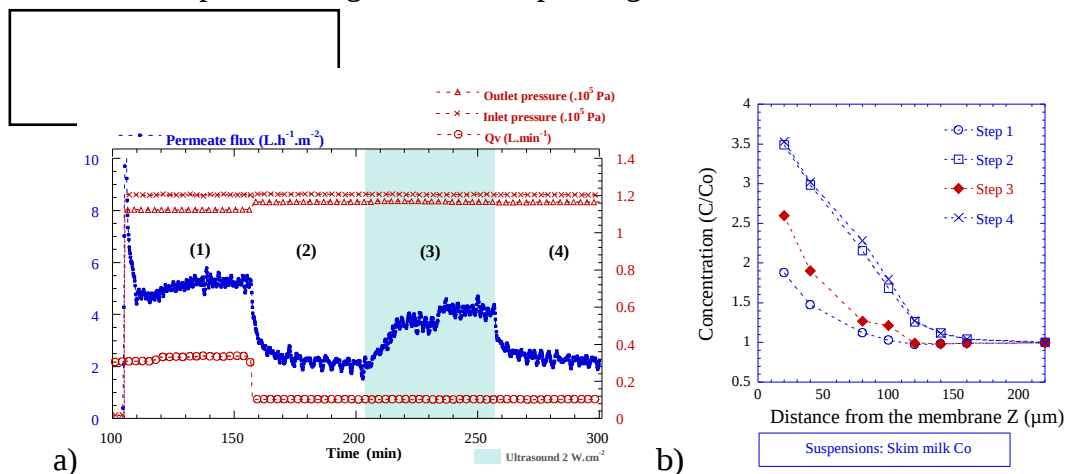 Outlet pressure (.10⁵ Pa)
Inlet pressure (.10⁵ Pa)
Permeate flux (L.h⁻¹.m⁻²)
Qv (L.min⁻¹)
10
8
6
4
2
0
(1)
(2)
(3)
(4)
1.4
1.2
1
0.8
0.6
0.4
0.2
0
100
150
200
250
300
Time (min)
Ultrasound 2 W.cm⁻²
a)
Concentration (C/Co)
4
3.5
3
2.5
2
1.5
1
0.5
Step 1
Step 2
Step 3
Step 4
0
50
100
150
200
Distance from the membrane Z (µm)
Suspensions: Skim milk Co
b)